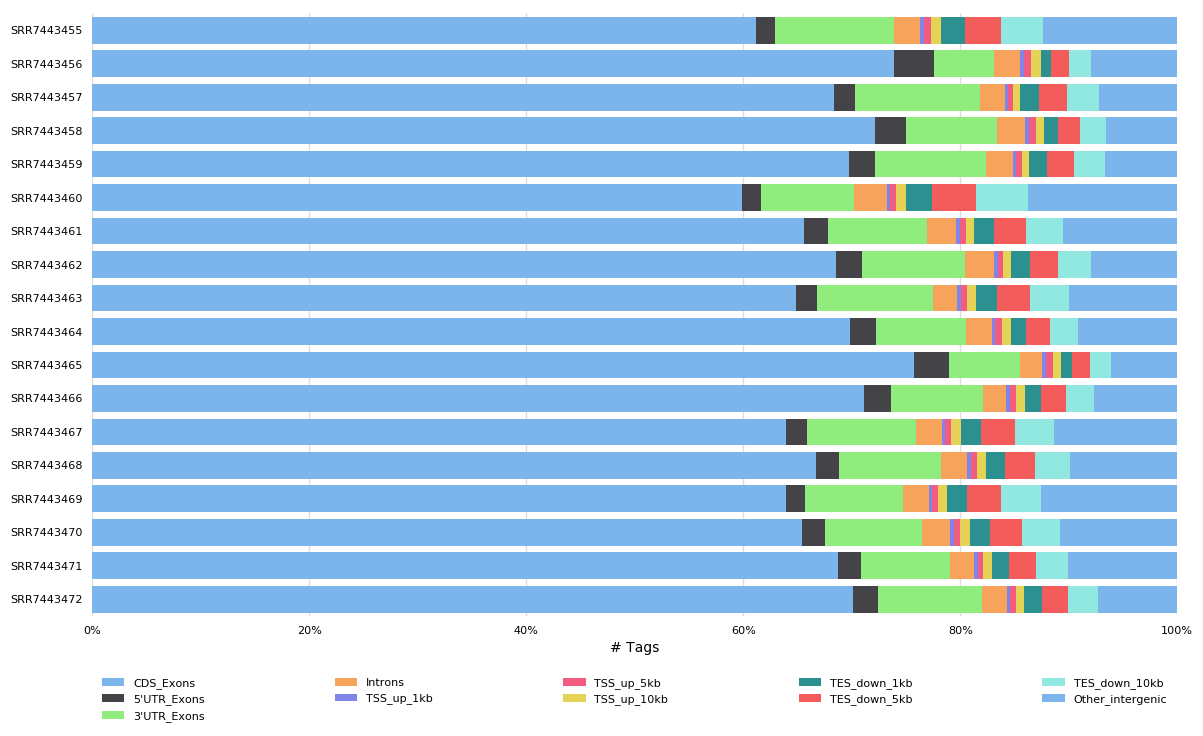 SRR7443455
SRR7443456
SRR7443457
SRR7443458
SRR7443459
SRR7443460
SRR7443461
SRR7443462
SRR7443463
SRR7443464
SRR7443465
SRR7443466
SRR7443467
SRR7443468
SRR7443469
SRR7443470
SRR7443471
SRR7443472
0% 20% 40% 60% 80% 100%
# Tags
CDS_Exons Introns TSS_up_5kb TES_down_1kb TES_down_10kb
5'UTR_Exons TSS_up_1kb TSS_up_10kb TES_down_5kb Other_intergenic
3'UTR_Exons